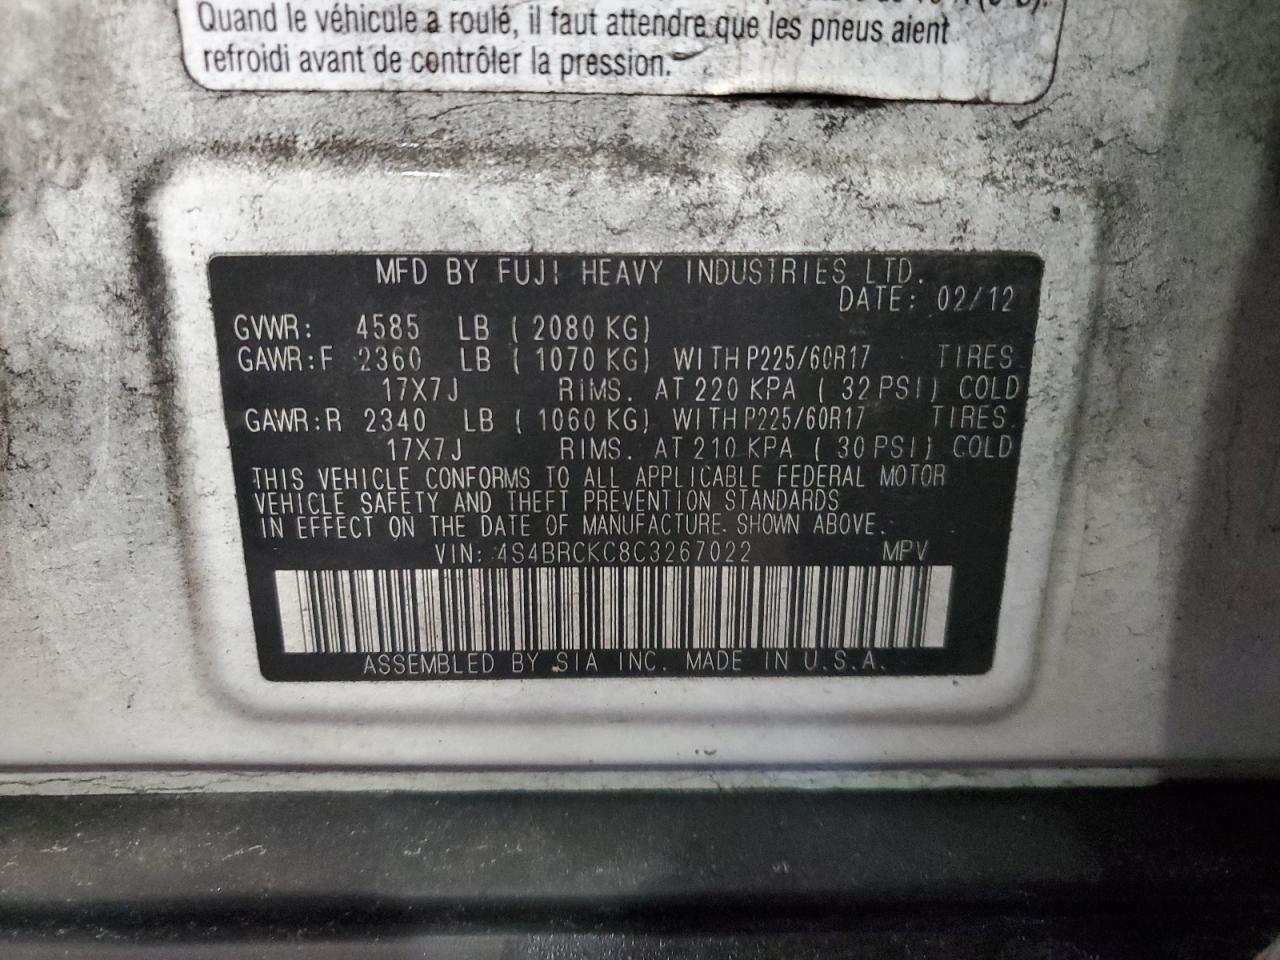 Quand le véhicule a roulé, il faut attendre que les pneus aient
refroidi avant de contrôler la pression.
MFD BY FUJI HEAVY INDUSTRIES LTD.
DATE: 02/12
GVWR: 4585 LB ( 2080 KG)
GAWR:F 2360 LB ( 1070 KG) WITH P225/60R17 TIRES
17X7J RIMS. AT 220 KPA ( 32 PSI) COLD
GAWR:R 2340 LB ( 1060 KG) WITH P225/60R17 TIRES.
17X7J RIMS. AT 210 KPA ( 30 PSI) COLD
THIS VEHICLE CONFORMS TO ALL APPLICABLE FEDERAL MOTOR
VEHICLE SAFETY AND THEFT PREVENTION STANDARDS
IN EFFECT ON THE DATE OF MANUFACTURE. SHOWN ABOVE.
VIN: 4S4BRCKC8C3267022 MPV
ASSEMBLED BY SIA INC. MADE IN U.S.A.